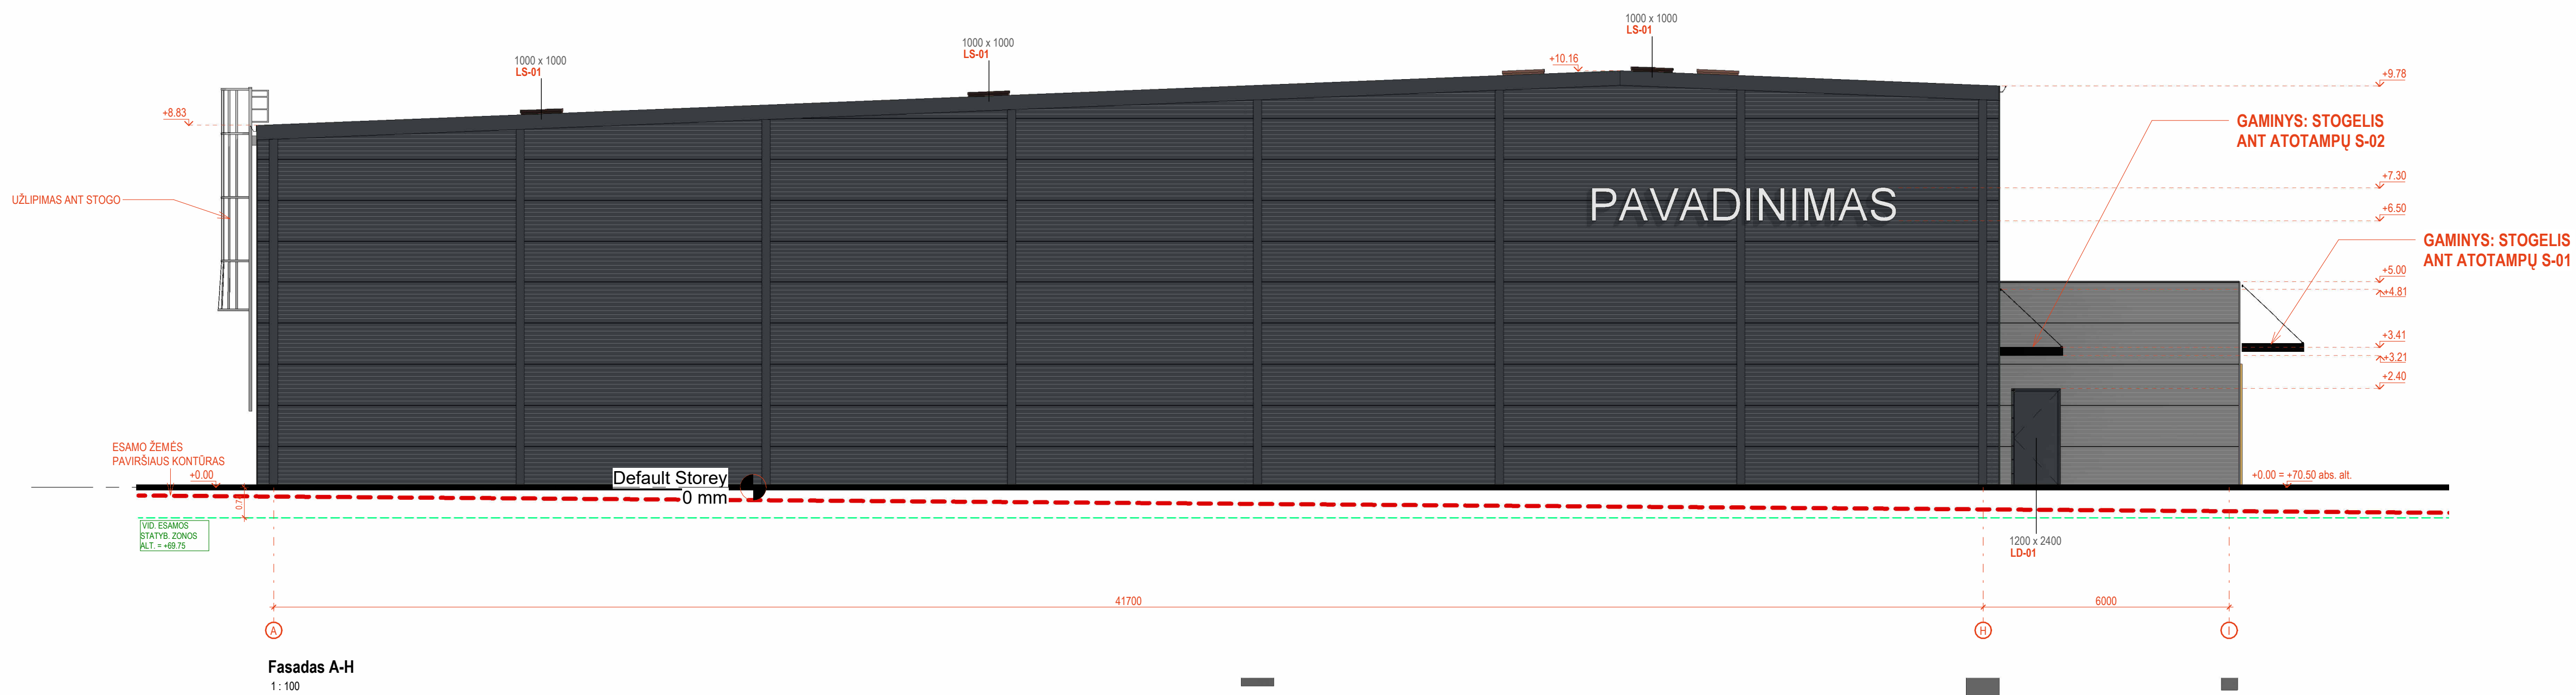 1000 x 1000
LS-01
1000 x 1000
LS-01
1000 x 1000
LS-01
+10.16
+9.78
+8.83
GAMINYS: STOGELIS
ANT ATOTAMPŲ S-02
+7.30
PAVADINIMAS
UŽLIPIMAS ANT STOGO
+6.50
GAMINYS: STOGELIS
ANT ATOTAMPŲ S-01
+5.00
+4.81
+3.41
+3.21
+2.40
ESAMO ŽEMĖS
PAVIRŠIAUS KONTŪRAS
+0.00
Default Storey
0 mm
+0.00 = +70.50 abs. alt.
VID. ESAMOS
STATYB. ZONOS
ALT. = +69.75
1200 x 2400
LD-01
41700
6000
A
H
I
Fasadas A-H
1 : 100